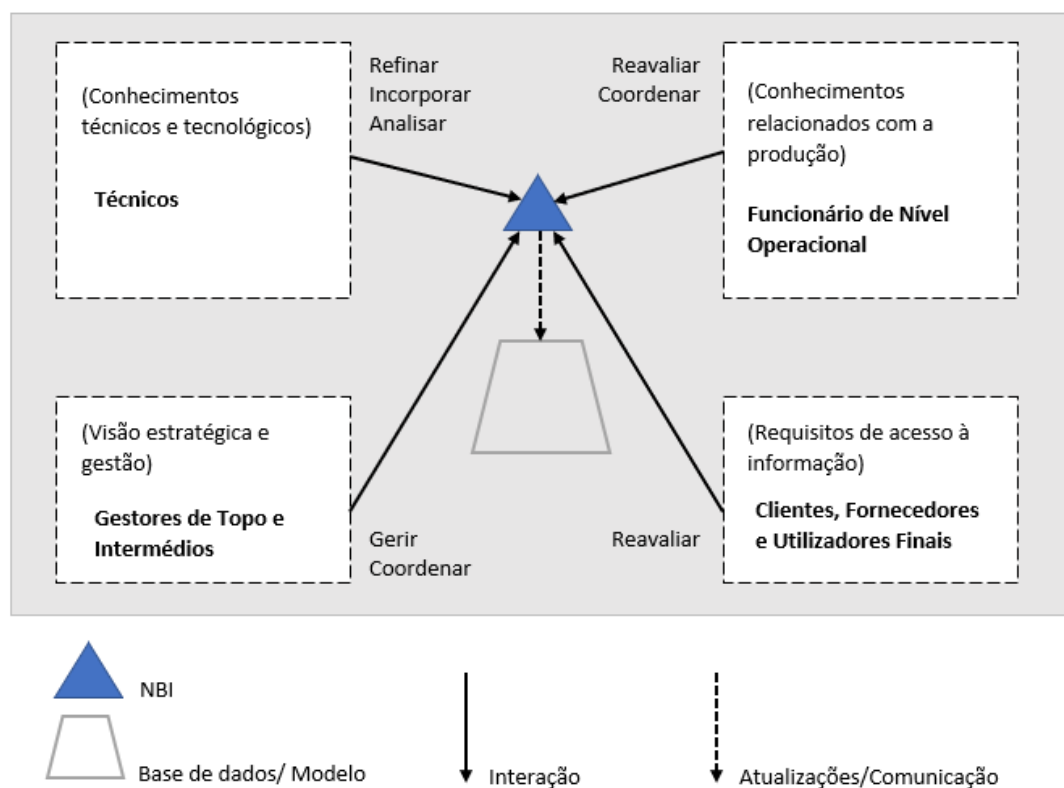 (Conhecimentos
técnicos e tecnológicos)
Técnicos
Refinar
Incorporar
Analisar
Reavaliar
Coordenar
(Conhecimentos
relacionados com a
produção)
Funcionário de Nível
Operacional
(Visão estratégica e
gestão)
Gestores de Topo e
Intermédios
Gerir
Coordenar
Reavaliar
(Requisitos de acesso à
informação)
Clientes, Fornecedores
e Utilizadores Finais
NBI
Base de dados/ Modelo
Interação
Atualizações/Comunicação